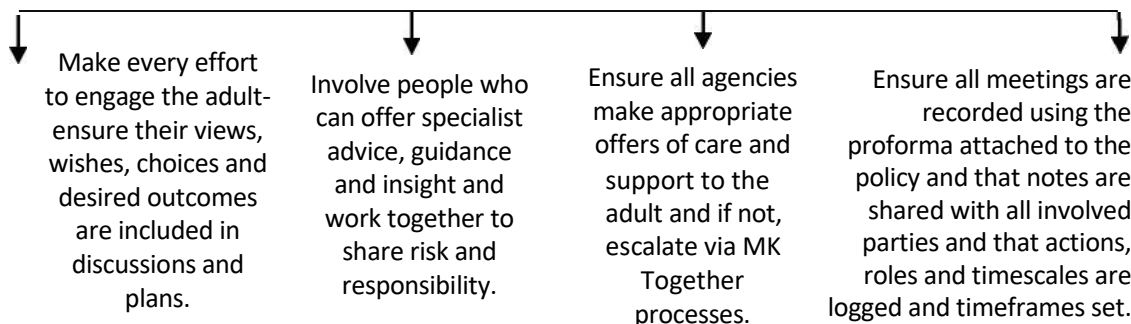 Make every effort
to engage the adult-
ensure their views,
wishes, choices and
desired outcomes
are included in
discussions and
plans.
Involve people who
can offer specialist
advice, guidance
and insight and
work together to
share risk and
responsibility.
Ensure all agencies
make appropriate
offers of care and
support to the
adult and if not,
escalate via MK
Together
processes.
Ensure all meetings are
recorded using the
proforma attached to the
policy and that notes are
shared with all involved
parties and that actions,
roles and timescales are
logged and timeframes set.